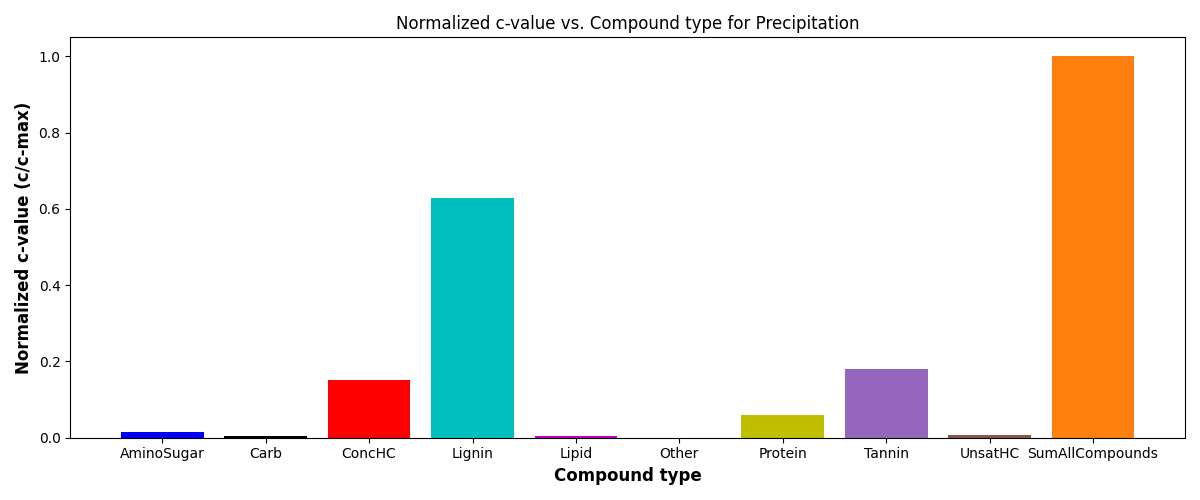 Normalized c-value vs. Compound type for Precipitation
Normalized c-value (c/c-max)
1.0
0.8
0.6
0.4
0.2
0.0
AminoSugar Carb ConcHC Lignin Lipid Other Protein Tannin UnsatHC SumAllCompounds
Compound type